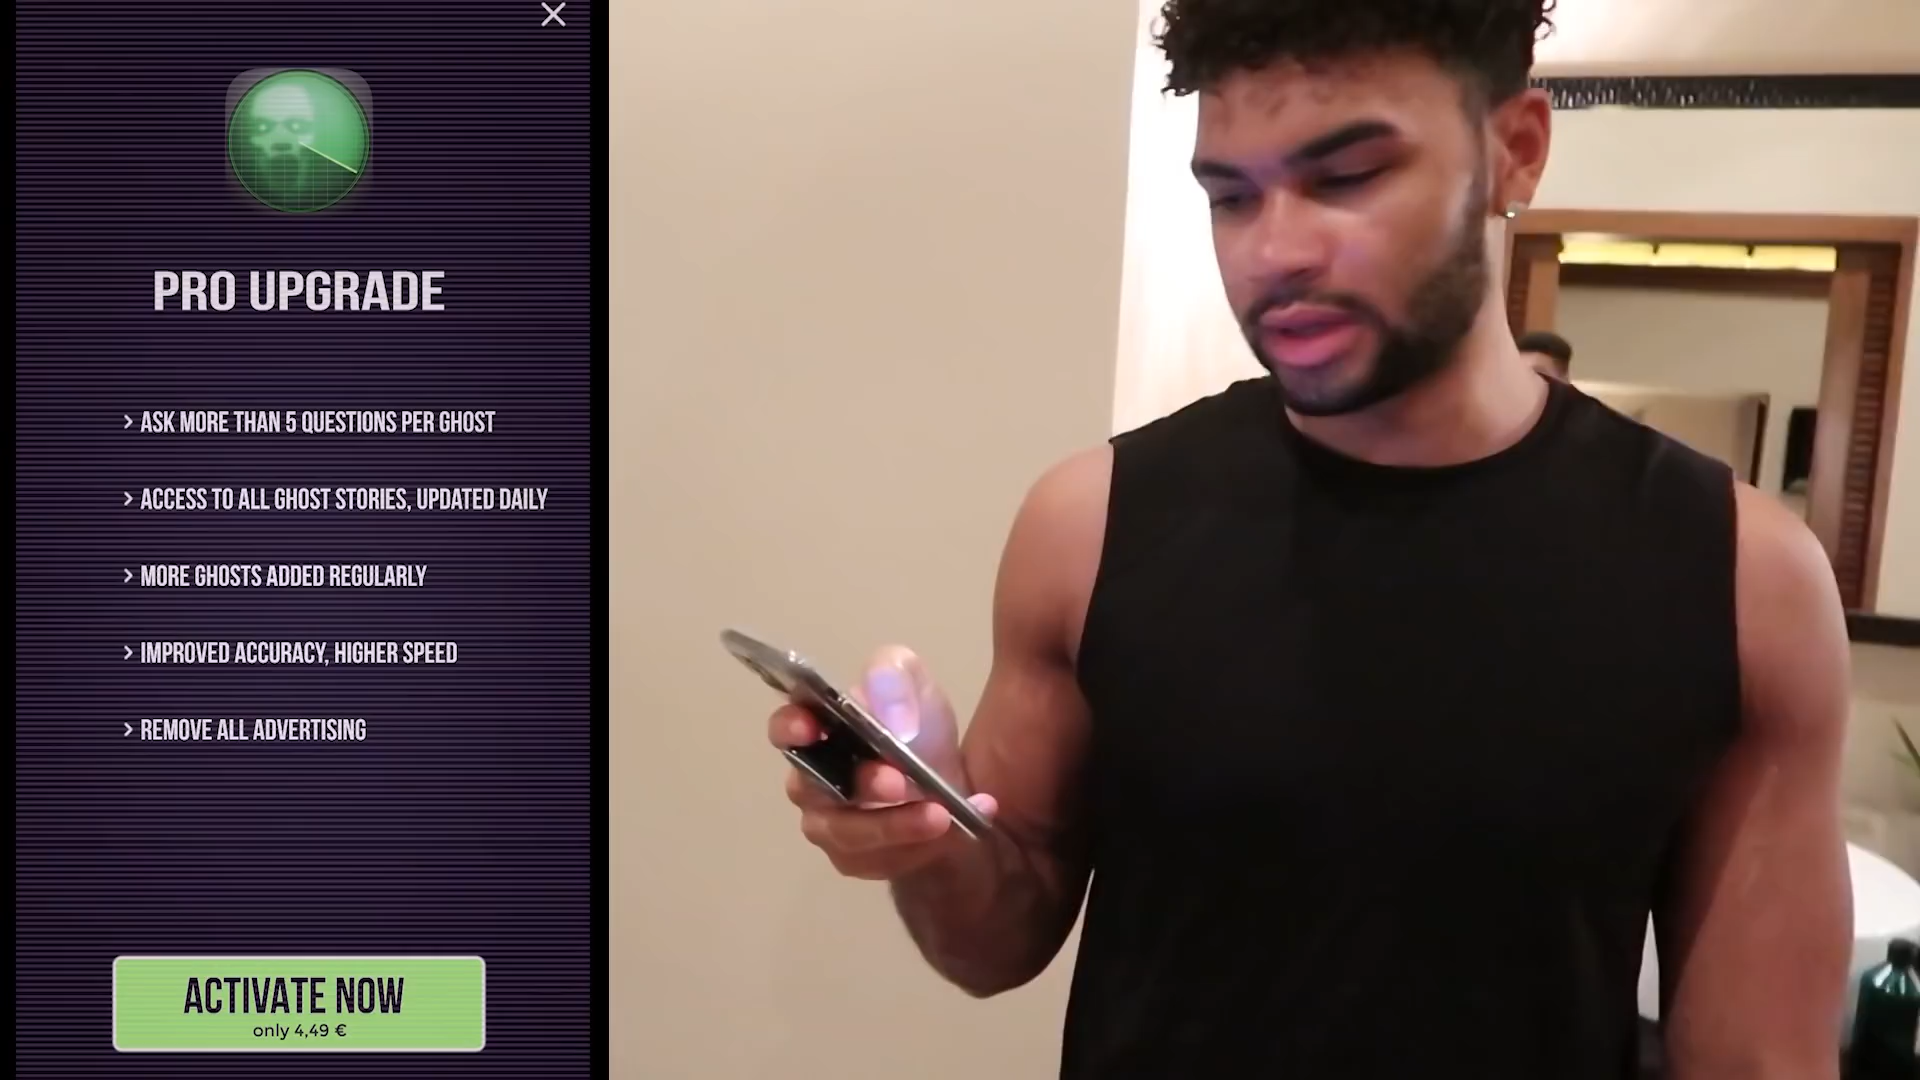 PRO UPGRADE
> ASK MORE THAN 5 QUESTIONS PER GHOST
> ACCESS TO ALL GHOST STORIES, UPDATED DAILY
> MORE GHOSTS ADDED REGULARLY
> IMPROVED ACCURACY, HIGHER SPEED
> REMOVE ALL ADVERTISING
ACTIVATE NOW
only 4,49 €